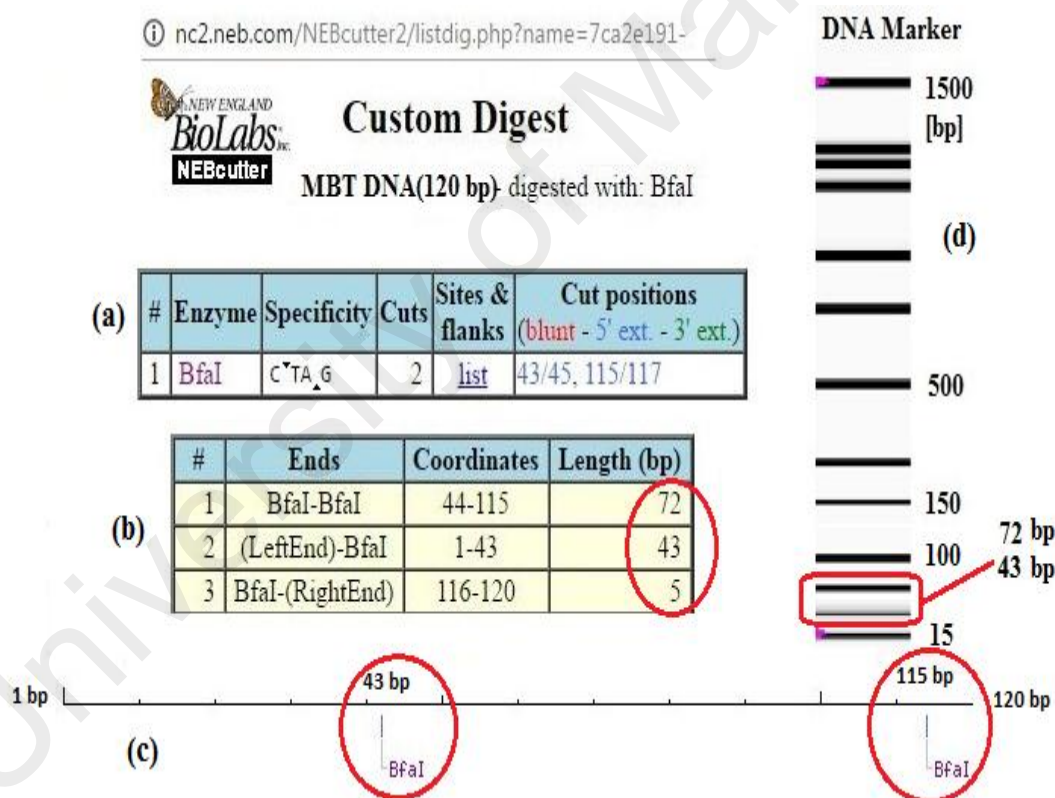 nc2.neb.com/NEBcutter2/listdig.php?name=7ca2e191-
NEW ENGLAND
BioLabs Inc.
NEBcutter
Custom Digest
MBT DNA(120 bp)- digested with: BfaI
(a)
# Enzyme Specificity Cuts Sites & flanks Cut positions (blunt - 5' ext. - 3' ext.)
1 BfaI C▼TA▲G 2 list 43/45, 115/117
(b)
# Ends Coordinates Length (bp)
1 BfaI-BfaI 44-115 72
2 (LeftEnd)-BfaI 1-43 43
3 BfaI-(RightEnd) 116-120 5
DNA Marker
1500
[bp]
(d)
500
150
100
72 bp
43 bp
15
1 bp
43 bp
115 bp
120 bp
(c)
BfaI
BfaI
University of Ma